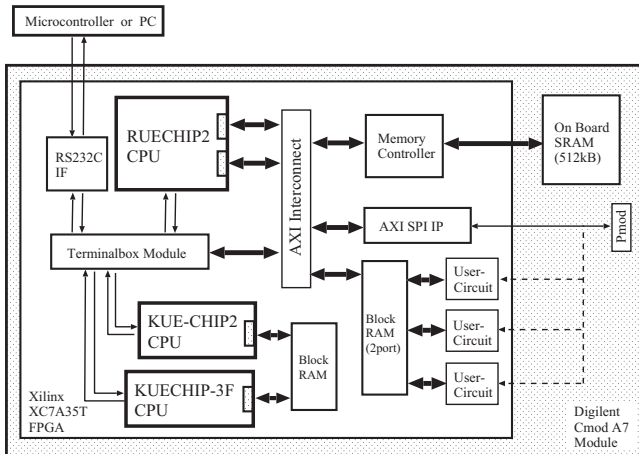 Microcontroller or PC
RUECHIP2
CPU
RS232C
IF
AXI Interconnect
Memory
Controller
On Board
SRAM
(512kB)
AXI SPI IP
Pmod
Terminalbox Module
Block
RAM
(2port)
User-
Circuit
User-
Circuit
User-
Circuit
KUE-CHIP2
CPU
Block
RAM
KUECHIP-3F
CPU
Xilinx
XC7A35T
FPGA
Digilent
Cmod A7
Module